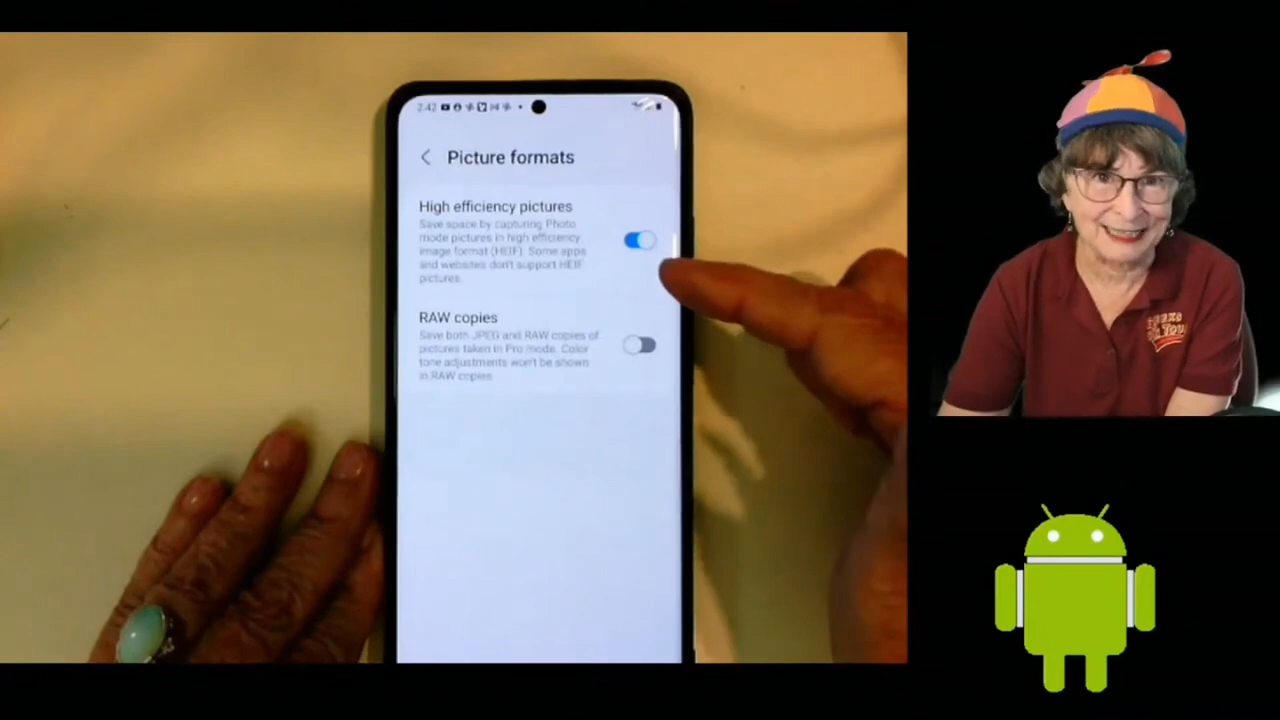 2:42
Picture formats
High efficiency pictures
Save space by capturing Photo
mode pictures in high efficiency
image format (HEIF). Some apps
and websites don't support HEIF
pictures.
RAW copies
Save both JPEG and RAW copies of
pictures taken in Pro mode. Color
tone adjustments won't be shown
in RAW copies.